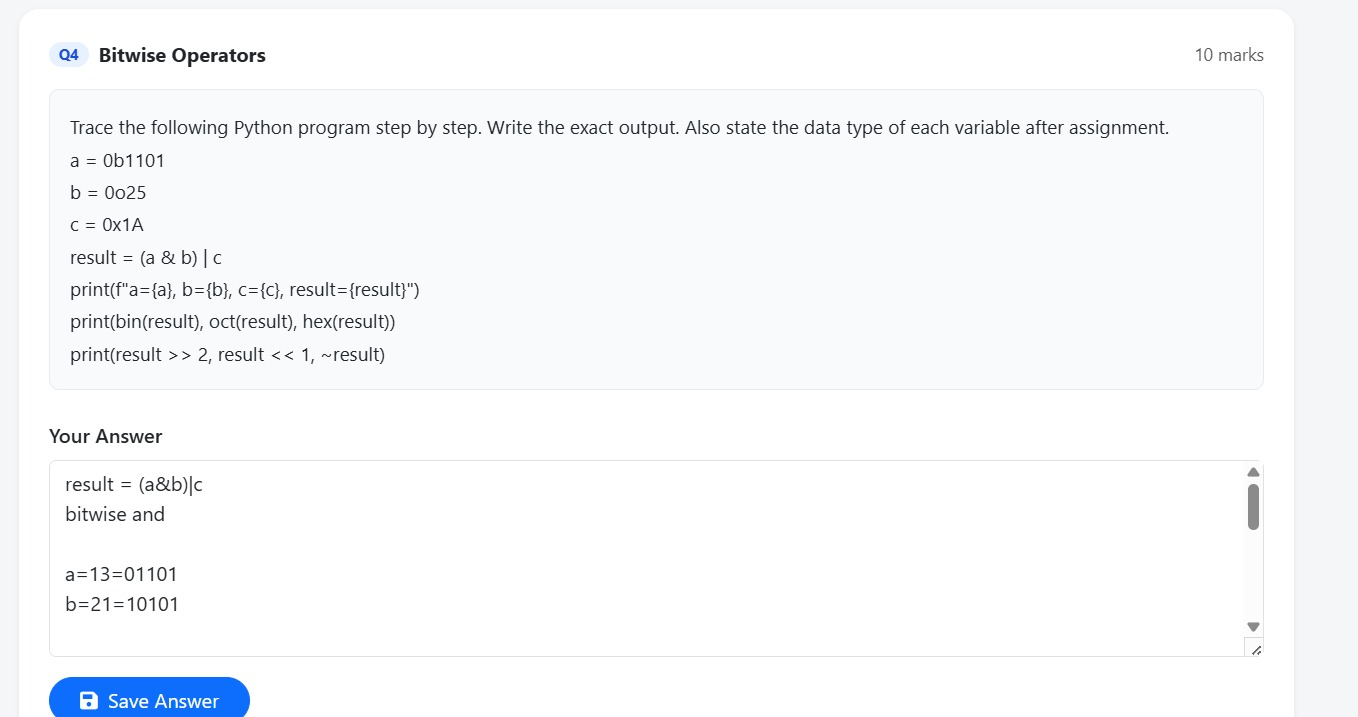 Q4 Bitwise Operators 10 marks
Trace the following Python program step by step. Write the exact output. Also state the data type of each variable after assignment.
a = 0b1101
b = 0o25
c = 0x1A
result = (a & b) | c
print(f"a={a}, b={b}, c={c}, result={result}")
print(bin(result), oct(result), hex(result))
print(result >> 2, result << 1, ~result)
Your Answer
result = (a&b)|c
bitwise and
a=13=01101
b=21=10101
Save Answer